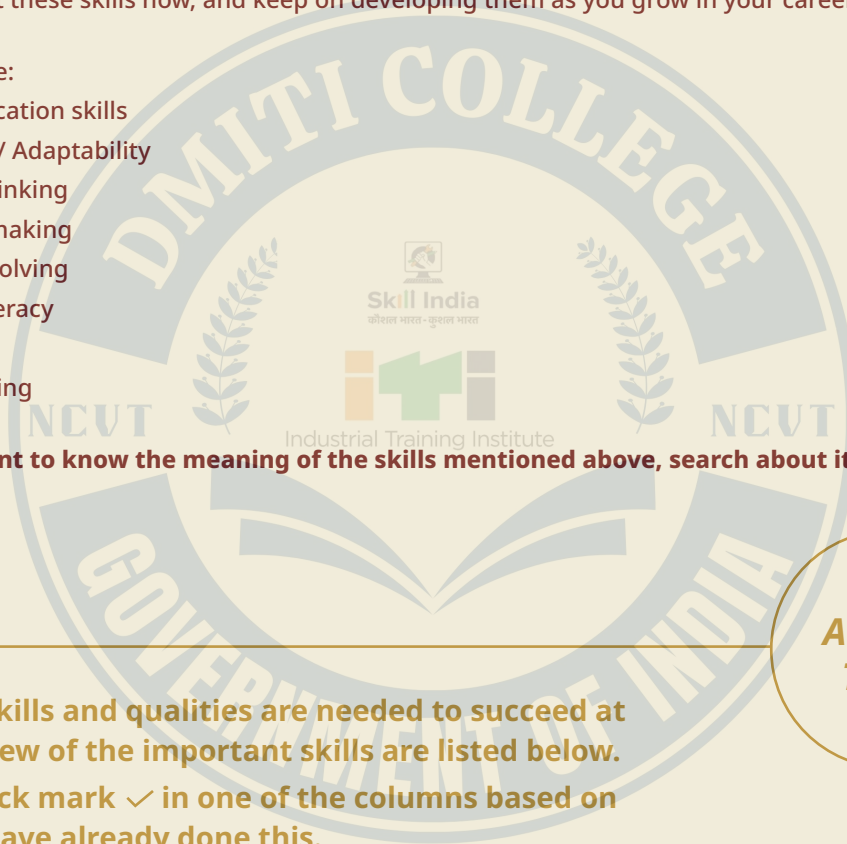 t these skills now, and keep on developing them as you grow in your caree
e:
cation skills
/ Adaptability
inking
naking
olving
eracy
ing
nt to know the meaning of the skills mentioned above, search about it
DMITI COLLEGE
Skill India
कौशल भारत - कुशल भारत
iti
Industrial Training Institute
NCVT
NCVT
GOVERNMENT OF INDIA
A
kills and qualities are needed to succeed at
ew of the important skills are listed below.
ck mark ✓ in one of the columns based on
ave already done this.